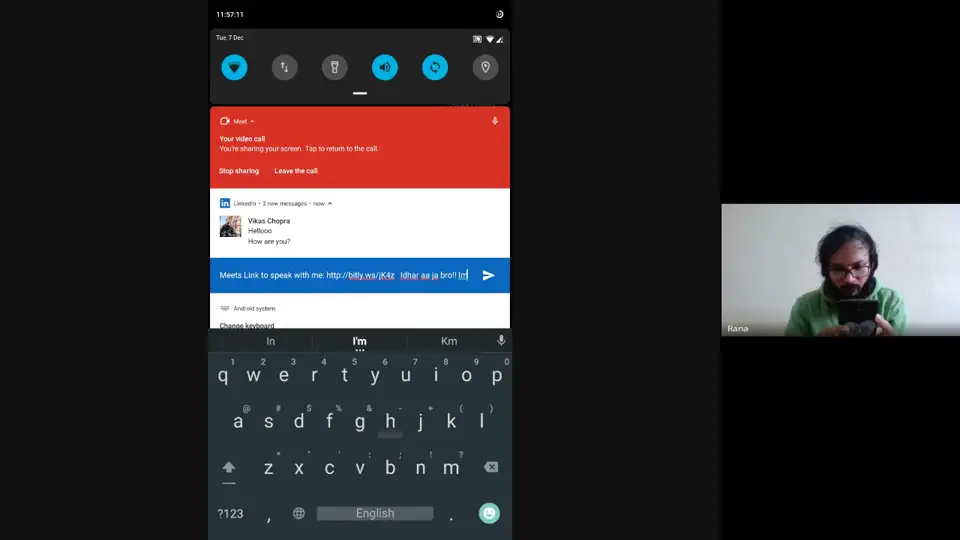 11:57:11
Tue, 7 Dec
Meet
Your video call
You're sharing your screen. Tap to return to the call.
Stop sharing Leave the call
LinkedIn • 2 new messages • now
Vikas Chopra
Hellooo
How are you?
Meets Link to speak with me: http://bitly.ws/jK4z Idhar aa ja bro!! Im
Android system
Change keyboard
In I'm Km
1 2 3 4 5 6 7 8 9 0
q w e r t y u i o p
@ # $ % & - + ( )
a s d f g h j k l
* " ' : ; ! ?
z x c v b n m
?123 , English .
Rana